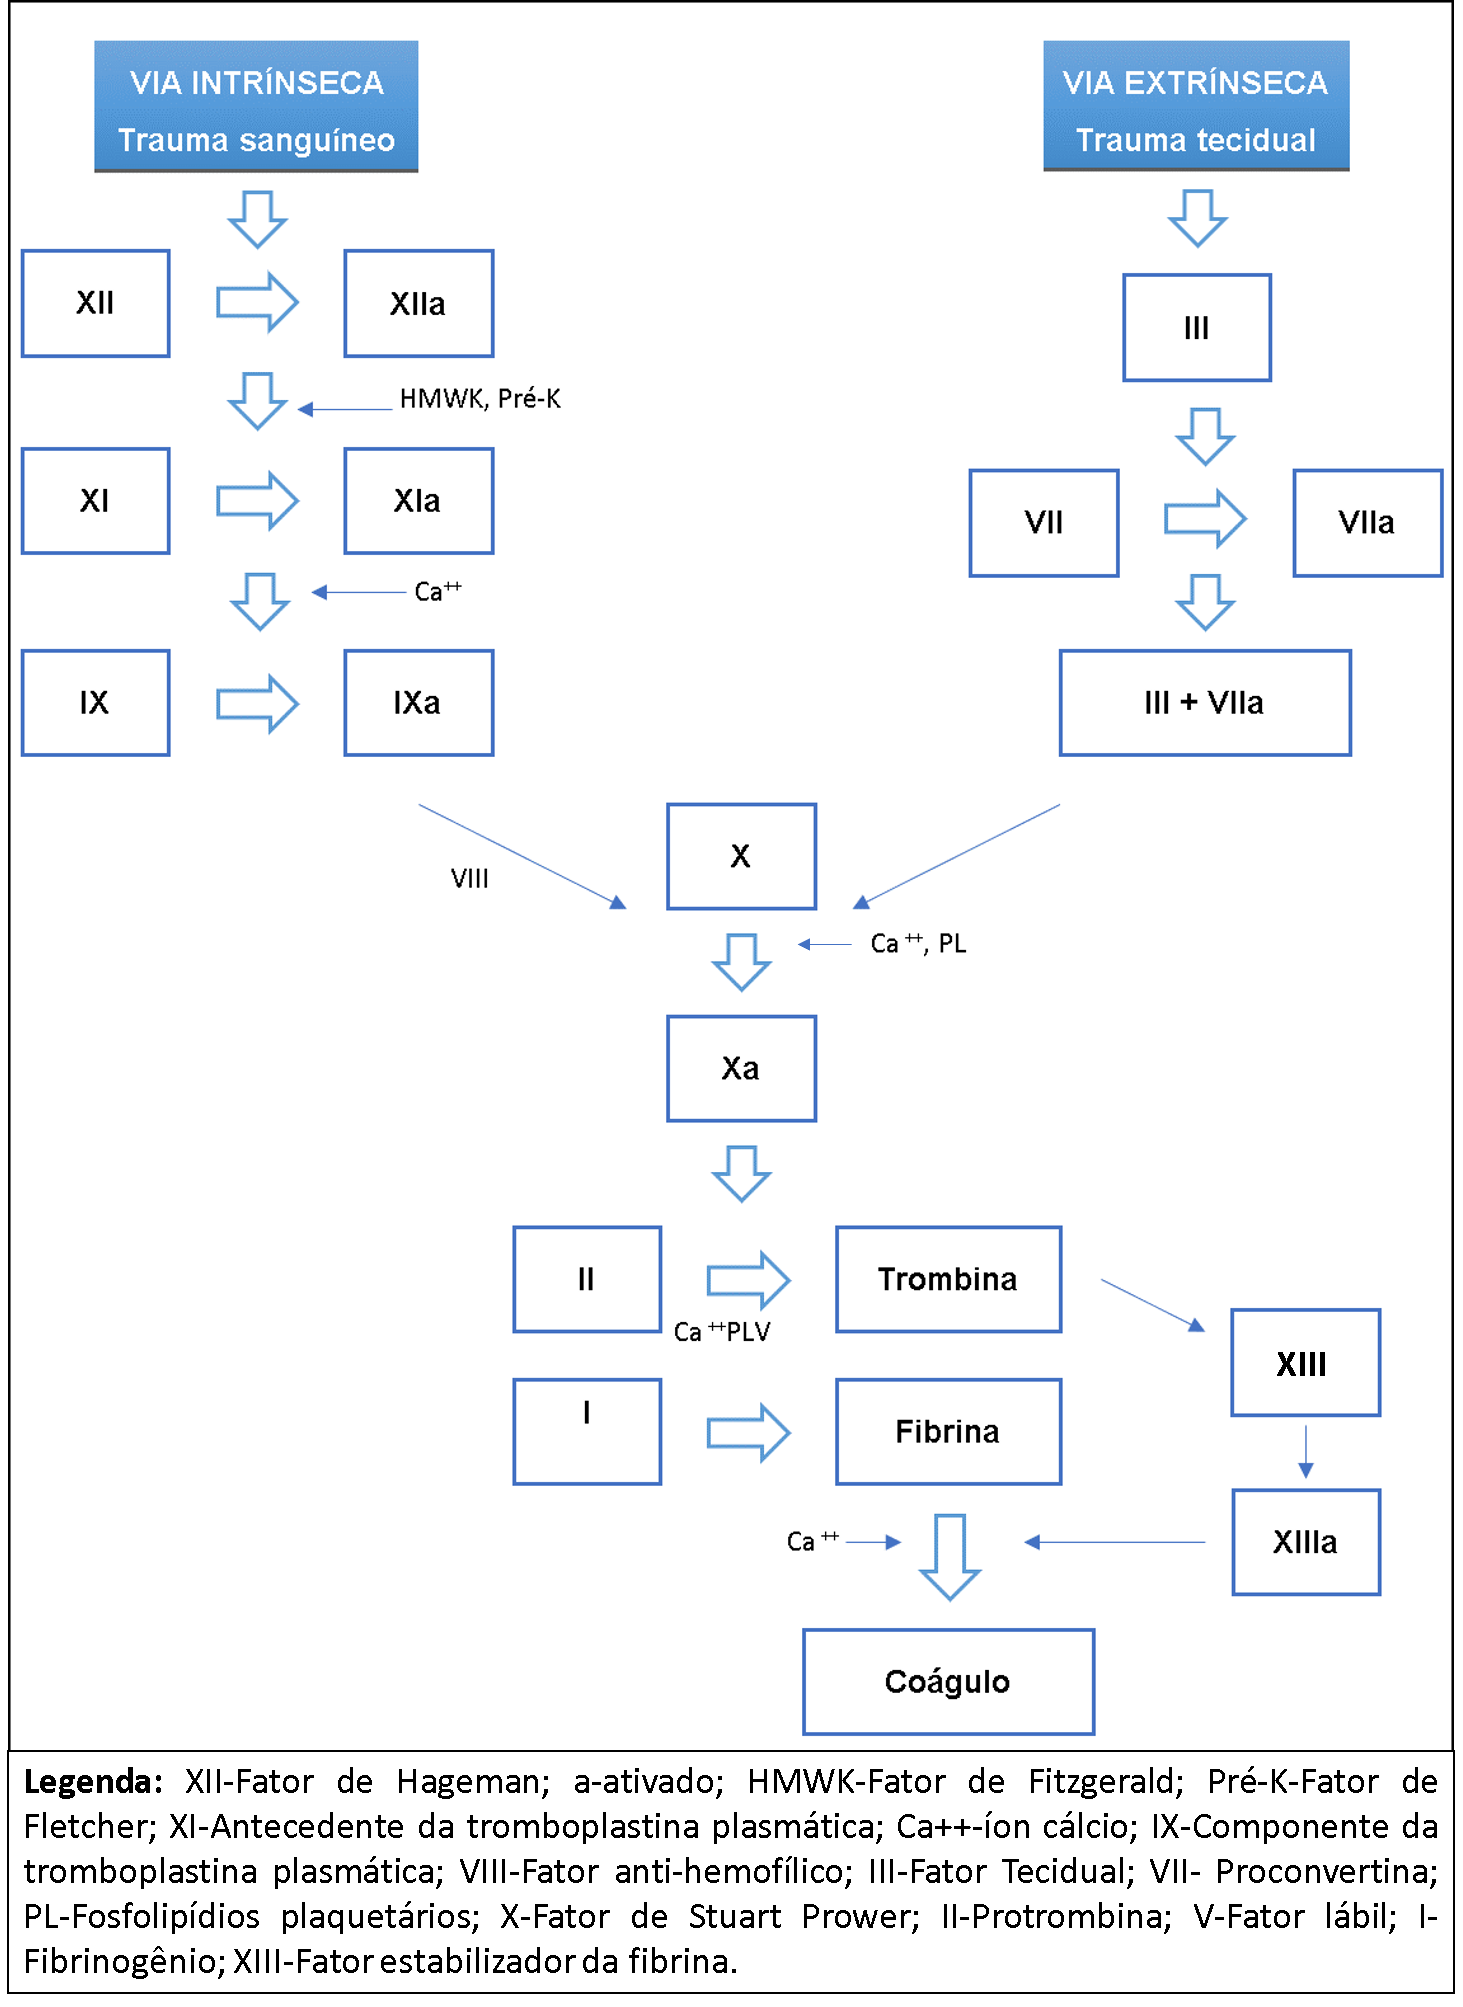 VIA INTRÍNSECA
Trauma sanguíneo
VIA EXTRÍNSECA
Trauma tecidual
XII
XIIa
III
HMWK, Pré-K
XI
XIa
VII
VIIa
Ca++
IX
IXa
III + VIIa
X
VIII
Ca ++, PL
Xa
II
Trombina
Ca ++PLV
XIII
I
Fibrina
Ca ++
XIIIa
Coágulo
Legenda: XII-Fator de Hageman; a-ativado; HMWK-Fator de Fitzgerald; Pré-K-Fator de
Fletcher; XI-Antecedente da tromboplastina plasmática; Ca++-íon cálcio; IX-Componente da
tromboplastina plasmática; VIII-Fator anti-hemofílico; III-Fator Tecidual; VII- Proconvertina;
PL-Fosfolipídios plaquetários; X-Fator de Stuart Prower; II-Protrombina; V-Fator lábil; I-
Fibrinogênio; XIII-Fator estabilizador da fibrina.